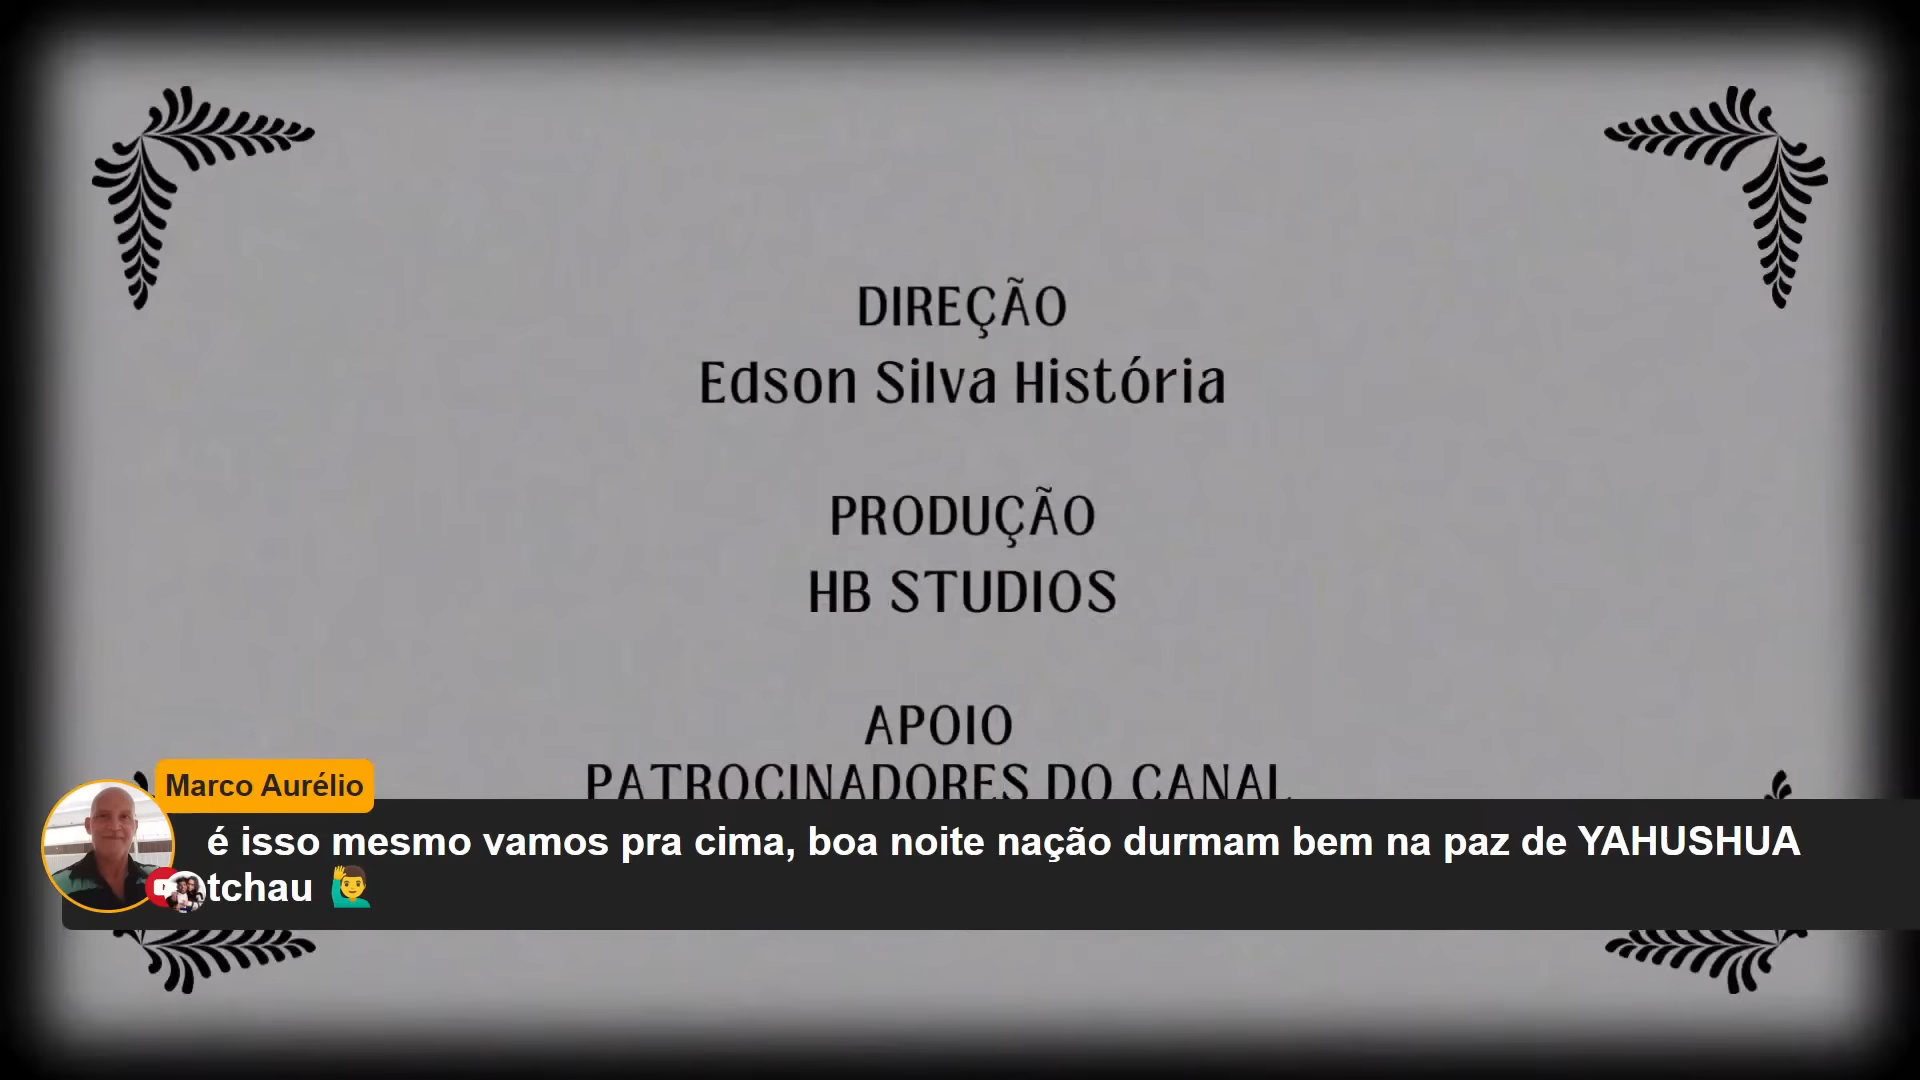 DIREÇÃO
Edson Silva História
PRODUÇÃO
HB STUDIOS
APOIO
PATROCINADORES DO CANAL
Marco Aurélio
é isso mesmo vamos pra cima, boa noite nação durmam bem na paz de YAHUSHUA
tchau 🙋‍♂️